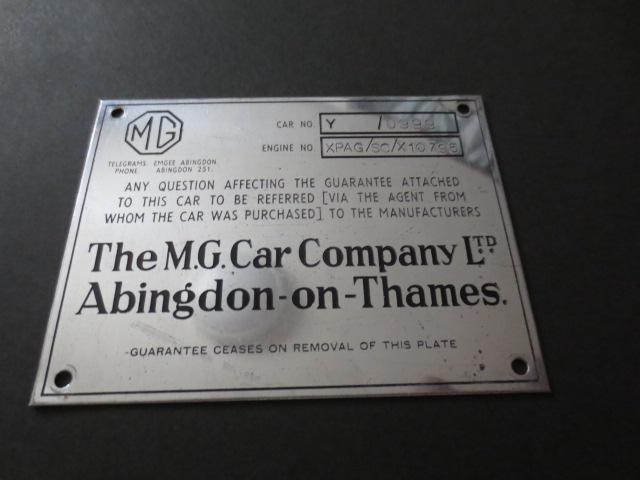 MG
CAR NO. Y /0999
ENGINE NO. XPAG/SC/X10798
TELEGRAMS. EMGEE ABINGDON.
PHONE ABINGDON 251.
ANY QUESTION AFFECTING THE GUARANTEE ATTACHED
TO THIS CAR TO BE REFERRED [VIA THE AGENT FROM
WHOM THE CAR WAS PURCHASED] TO THE MANUFACTURERS
The M.G. Car Company LTD
Abingdon-on-Thames.
GUARANTEE CEASES ON REMOVAL OF THIS PLATE